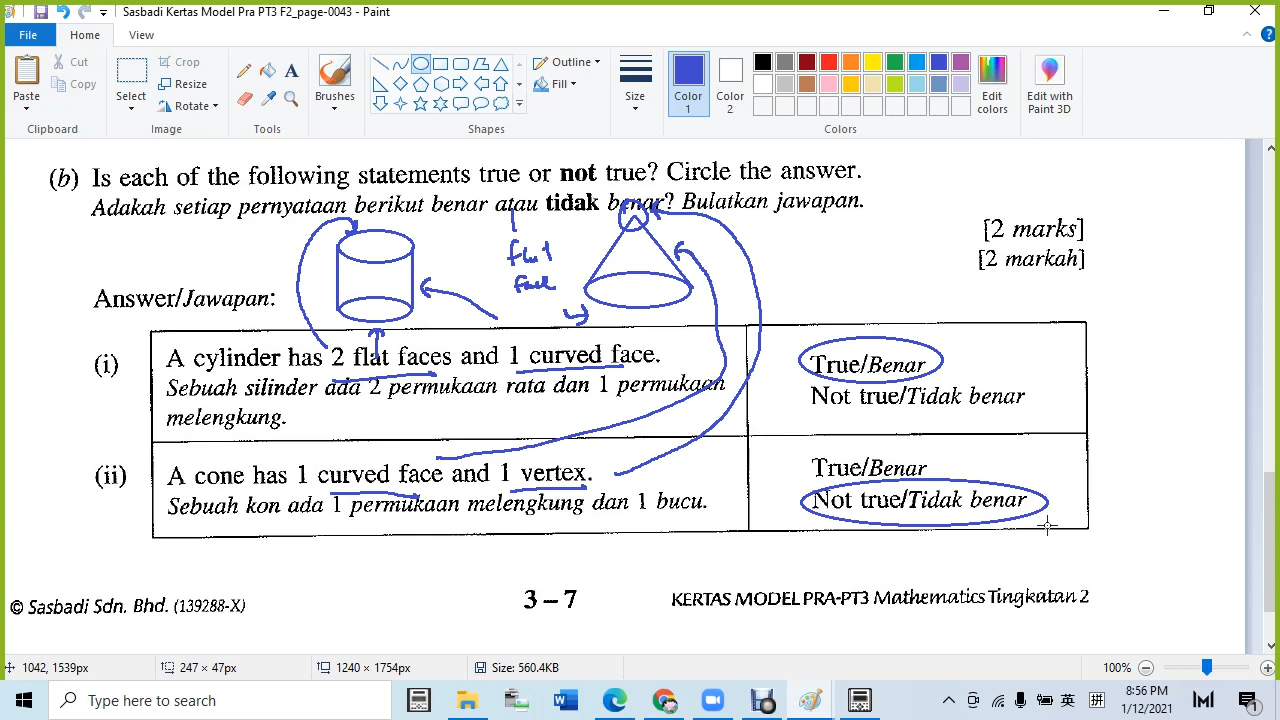 Sasbadi Kertas Model Pra PT3 F2_page-0043 - Paint
File Home View
Paste Cut Copy Clipboard
Select Crop Resize Rotate Image
A Tools
Brushes
Outline Fill Shapes
Size
Color 1 Color 2 Edit colors Colors
Edit with Paint 3D
(b) Is each of the following statements true or not true? Circle the answer.
Adakah setiap pernyataan berikut benar atau tidak benar? Bulatkan jawapan.
[2 marks]
[2 markah]
flat
face
Answer/Jawapan:
(i) A cylinder has 2 flat faces and 1 curved face. True/Benar
Sebuah silinder ada 2 permukaan rata dan 1 permukaan Not true/Tidak benar
melengkung.
(ii) A cone has 1 curved face and 1 vertex. True/Benar
Sebuah kon ada 1 permukaan melengkung dan 1 bucu. Not true/Tidak benar
© Sasbadi Sdn. Bhd. (139288-X) 3 – 7 KERTAS MODEL PRA-PT3 Mathematics Tingkatan 2
1042, 1539px 247 × 47px 1240 × 1754px Size: 560.4KB 100%
Type here to search
英 拼
:56 PM
1/12/2021
1